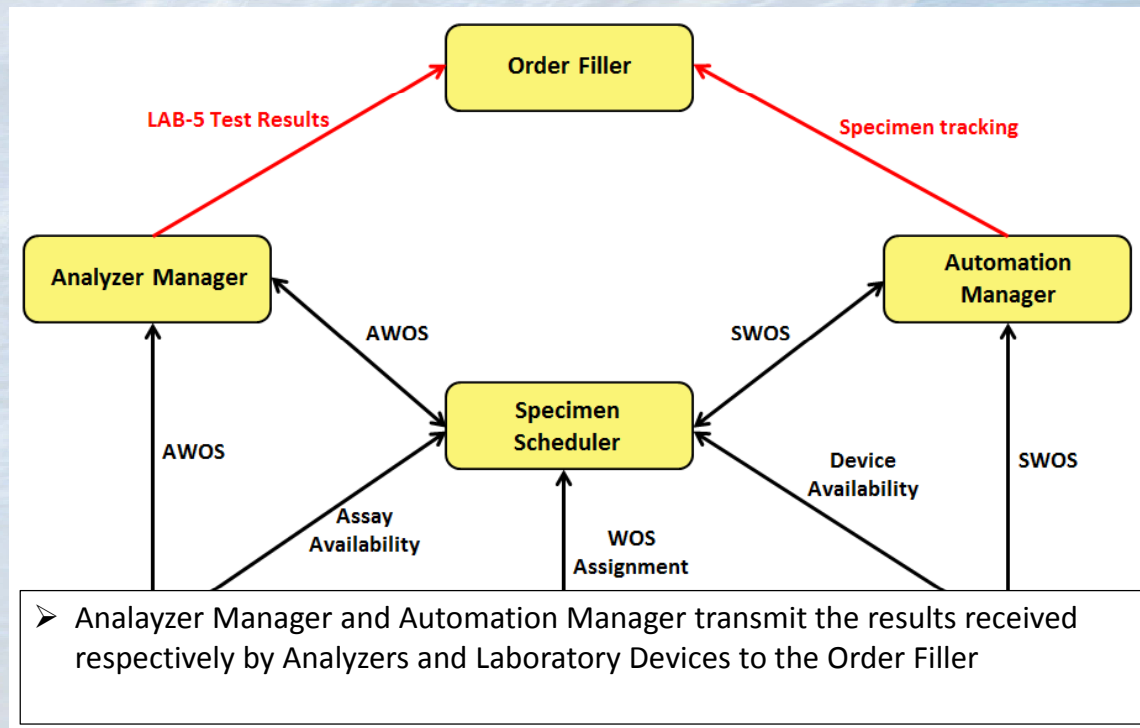 Order Filler
LAB-5 Test Results
Specimen tracking
Analyzer Manager
Automation
Manager
AWOS
SWOS
Specimen
Scheduler
AWOS
Device
Availability
SWOS
Assay
Availability
WOS
Assignment
➢ Analayzer Manager and Automation Manager transmit the results received
respectively by Analyzers and Laboratory Devices to the Order Filler